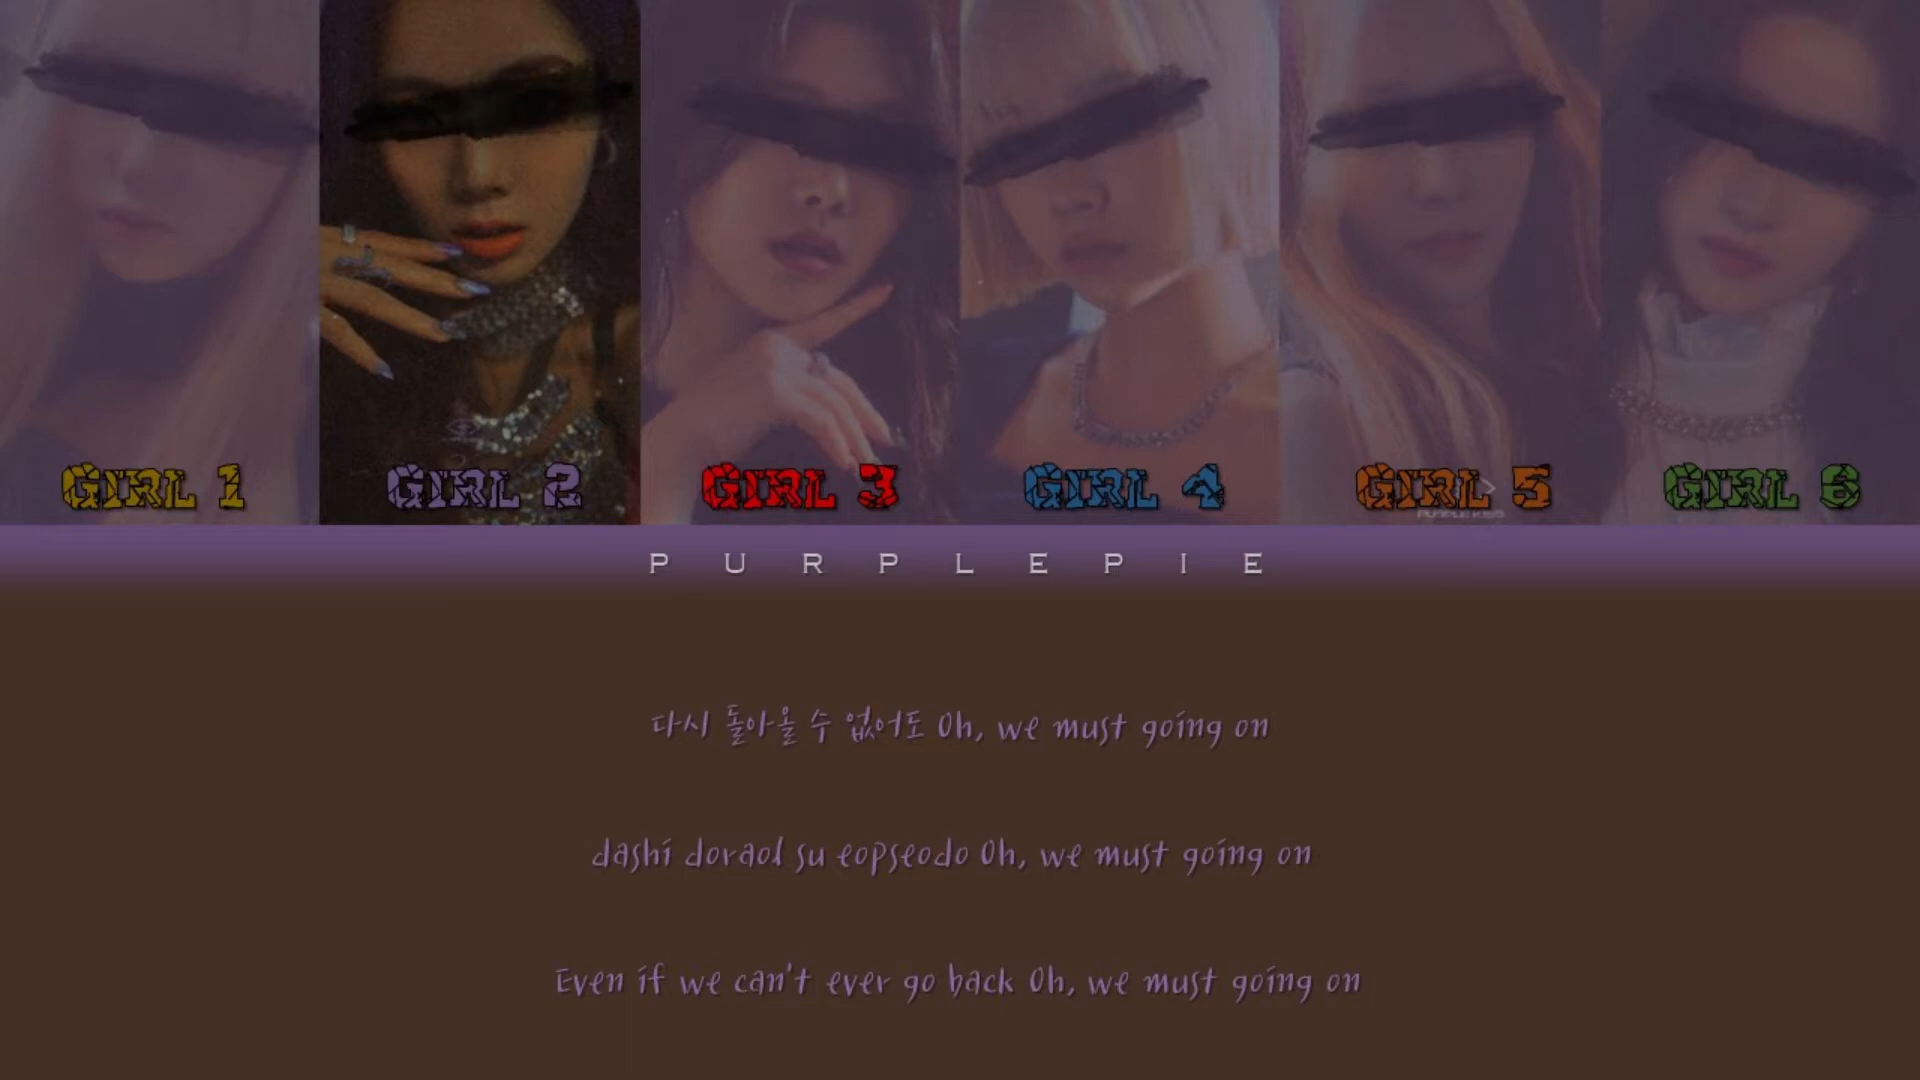 GIRL 1 GIRL 2 GIRL 3 GIRL 4 GIRL 5 GIRL 6
PURPLE KISS
PURPLEPIE
다시 돌아올 수 없어도 Oh, we must going on
dashi doraol su eopseodo Oh, we must going on
Even if we can't ever go back Oh, we must going on